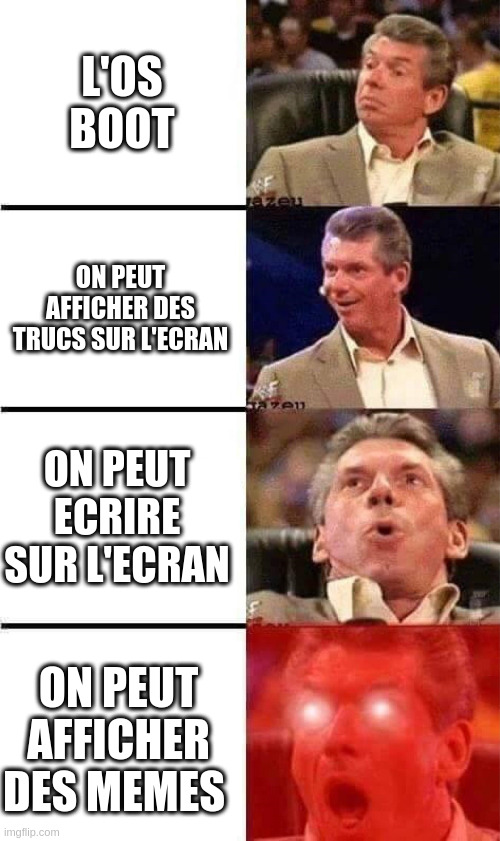 L'OS
BOOT
ON PEUT
AFFICHER DES
TRUCS SUR L'ECRAN
ON PEUT
ECRIRE
SUR L'ECRAN
ON PEUT
AFFICHER
DES MEMES
imgflip.com